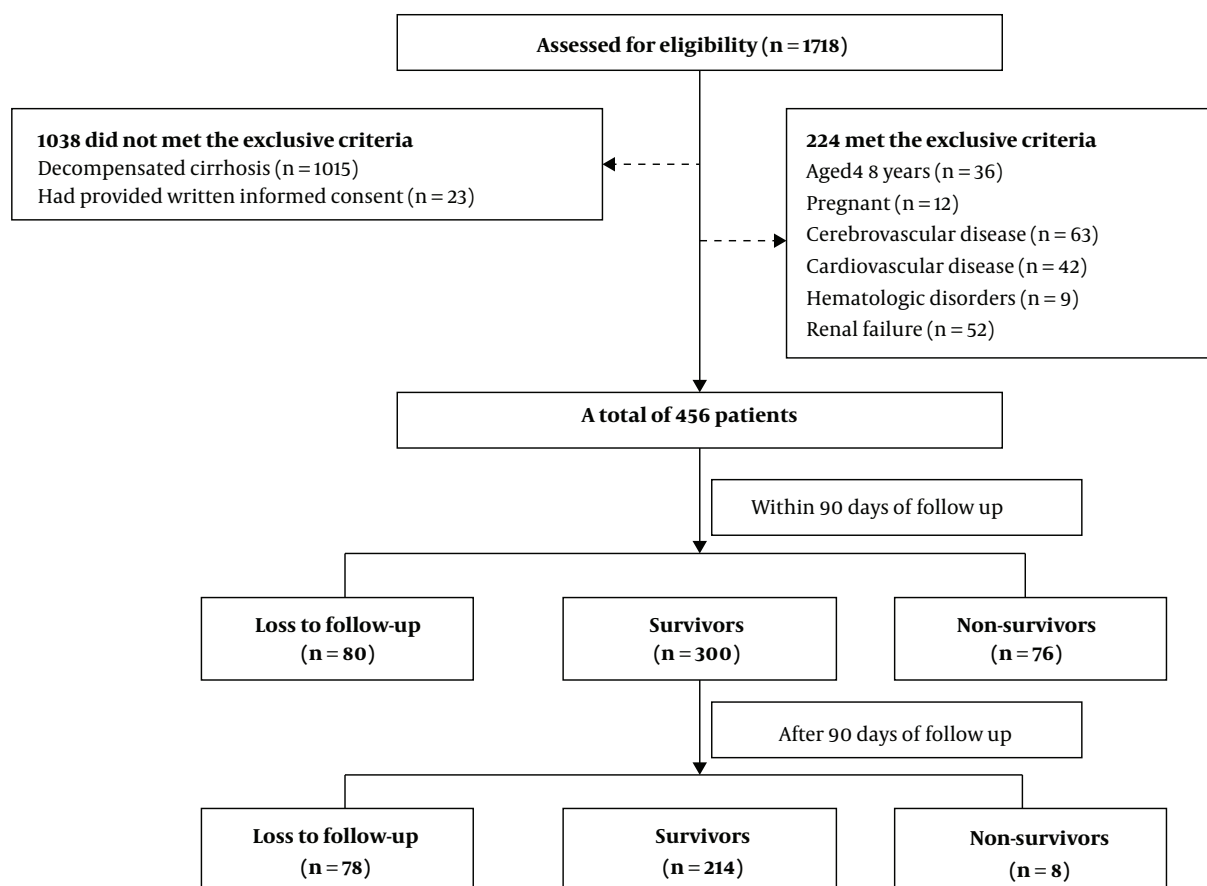 Assessed for eligibility (n = 1718)
1038 did not met the exclusive criteria
Decompensated cirrhosis (n = 1015)
Had provided written informed consent (n = 23)
224 met the exclusive criteria
Aged4 8 years (n = 36)
Pregnant (n = 12)
Cerebrovascular disease (n = 63)
Cardiovascular disease (n = 42)
Hematologic disorders (n = 9)
Renal failure (n = 52)
A total of 456 patients
Within 90 days of follow up
Loss to follow-up
(n = 80)
Survivors
(n = 300)
Non-survivors
(n = 76)
After 90 days of follow up
Loss to follow-up
(n = 78)
Survivors
(n = 214)
Non-survivors
(n = 8)